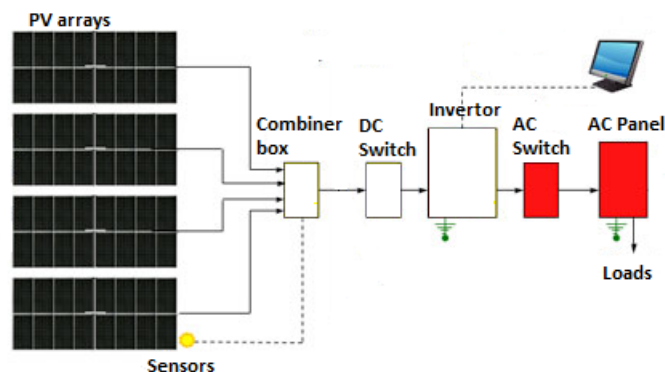 PV arrays
Combiner
box
DC
Switch
Invertor
AC
Switch
AC Panel
Loads
Sensors